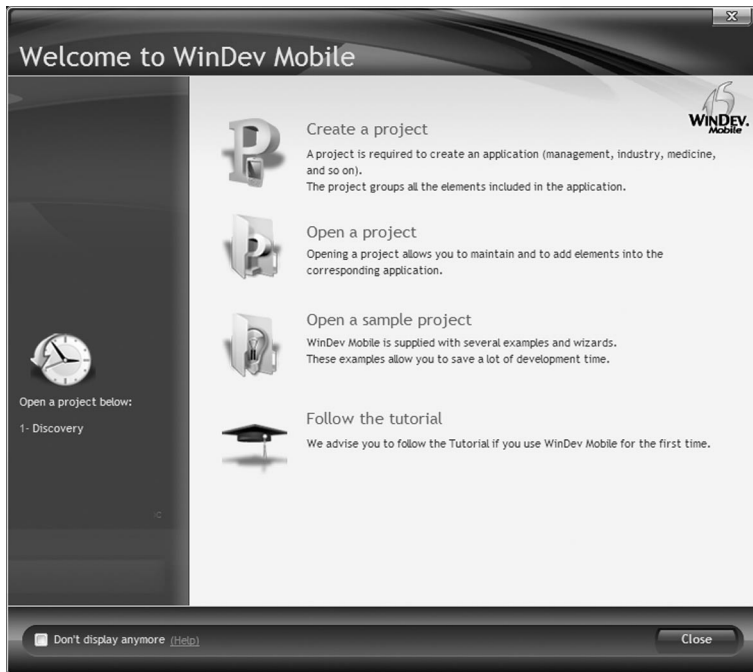 Welcome to WinDev Mobile
15
WINDEV.
Mobile
Create a project
A project is required to create an application (management, industry, medicine,
and so on).
The project groups all the elements included in the application.
Open a project
Opening a project allows you to maintain and to add elements into the
corresponding application.
Open a sample project
WinDev Mobile is supplied with several examples and wizards.
These examples allow you to save a lot of development time.
Follow the tutorial
We advise you to follow the Tutorial if you use WinDev Mobile for the first time.
Open a project below:
1- Discovery
Don't display anymore (Help)
Close